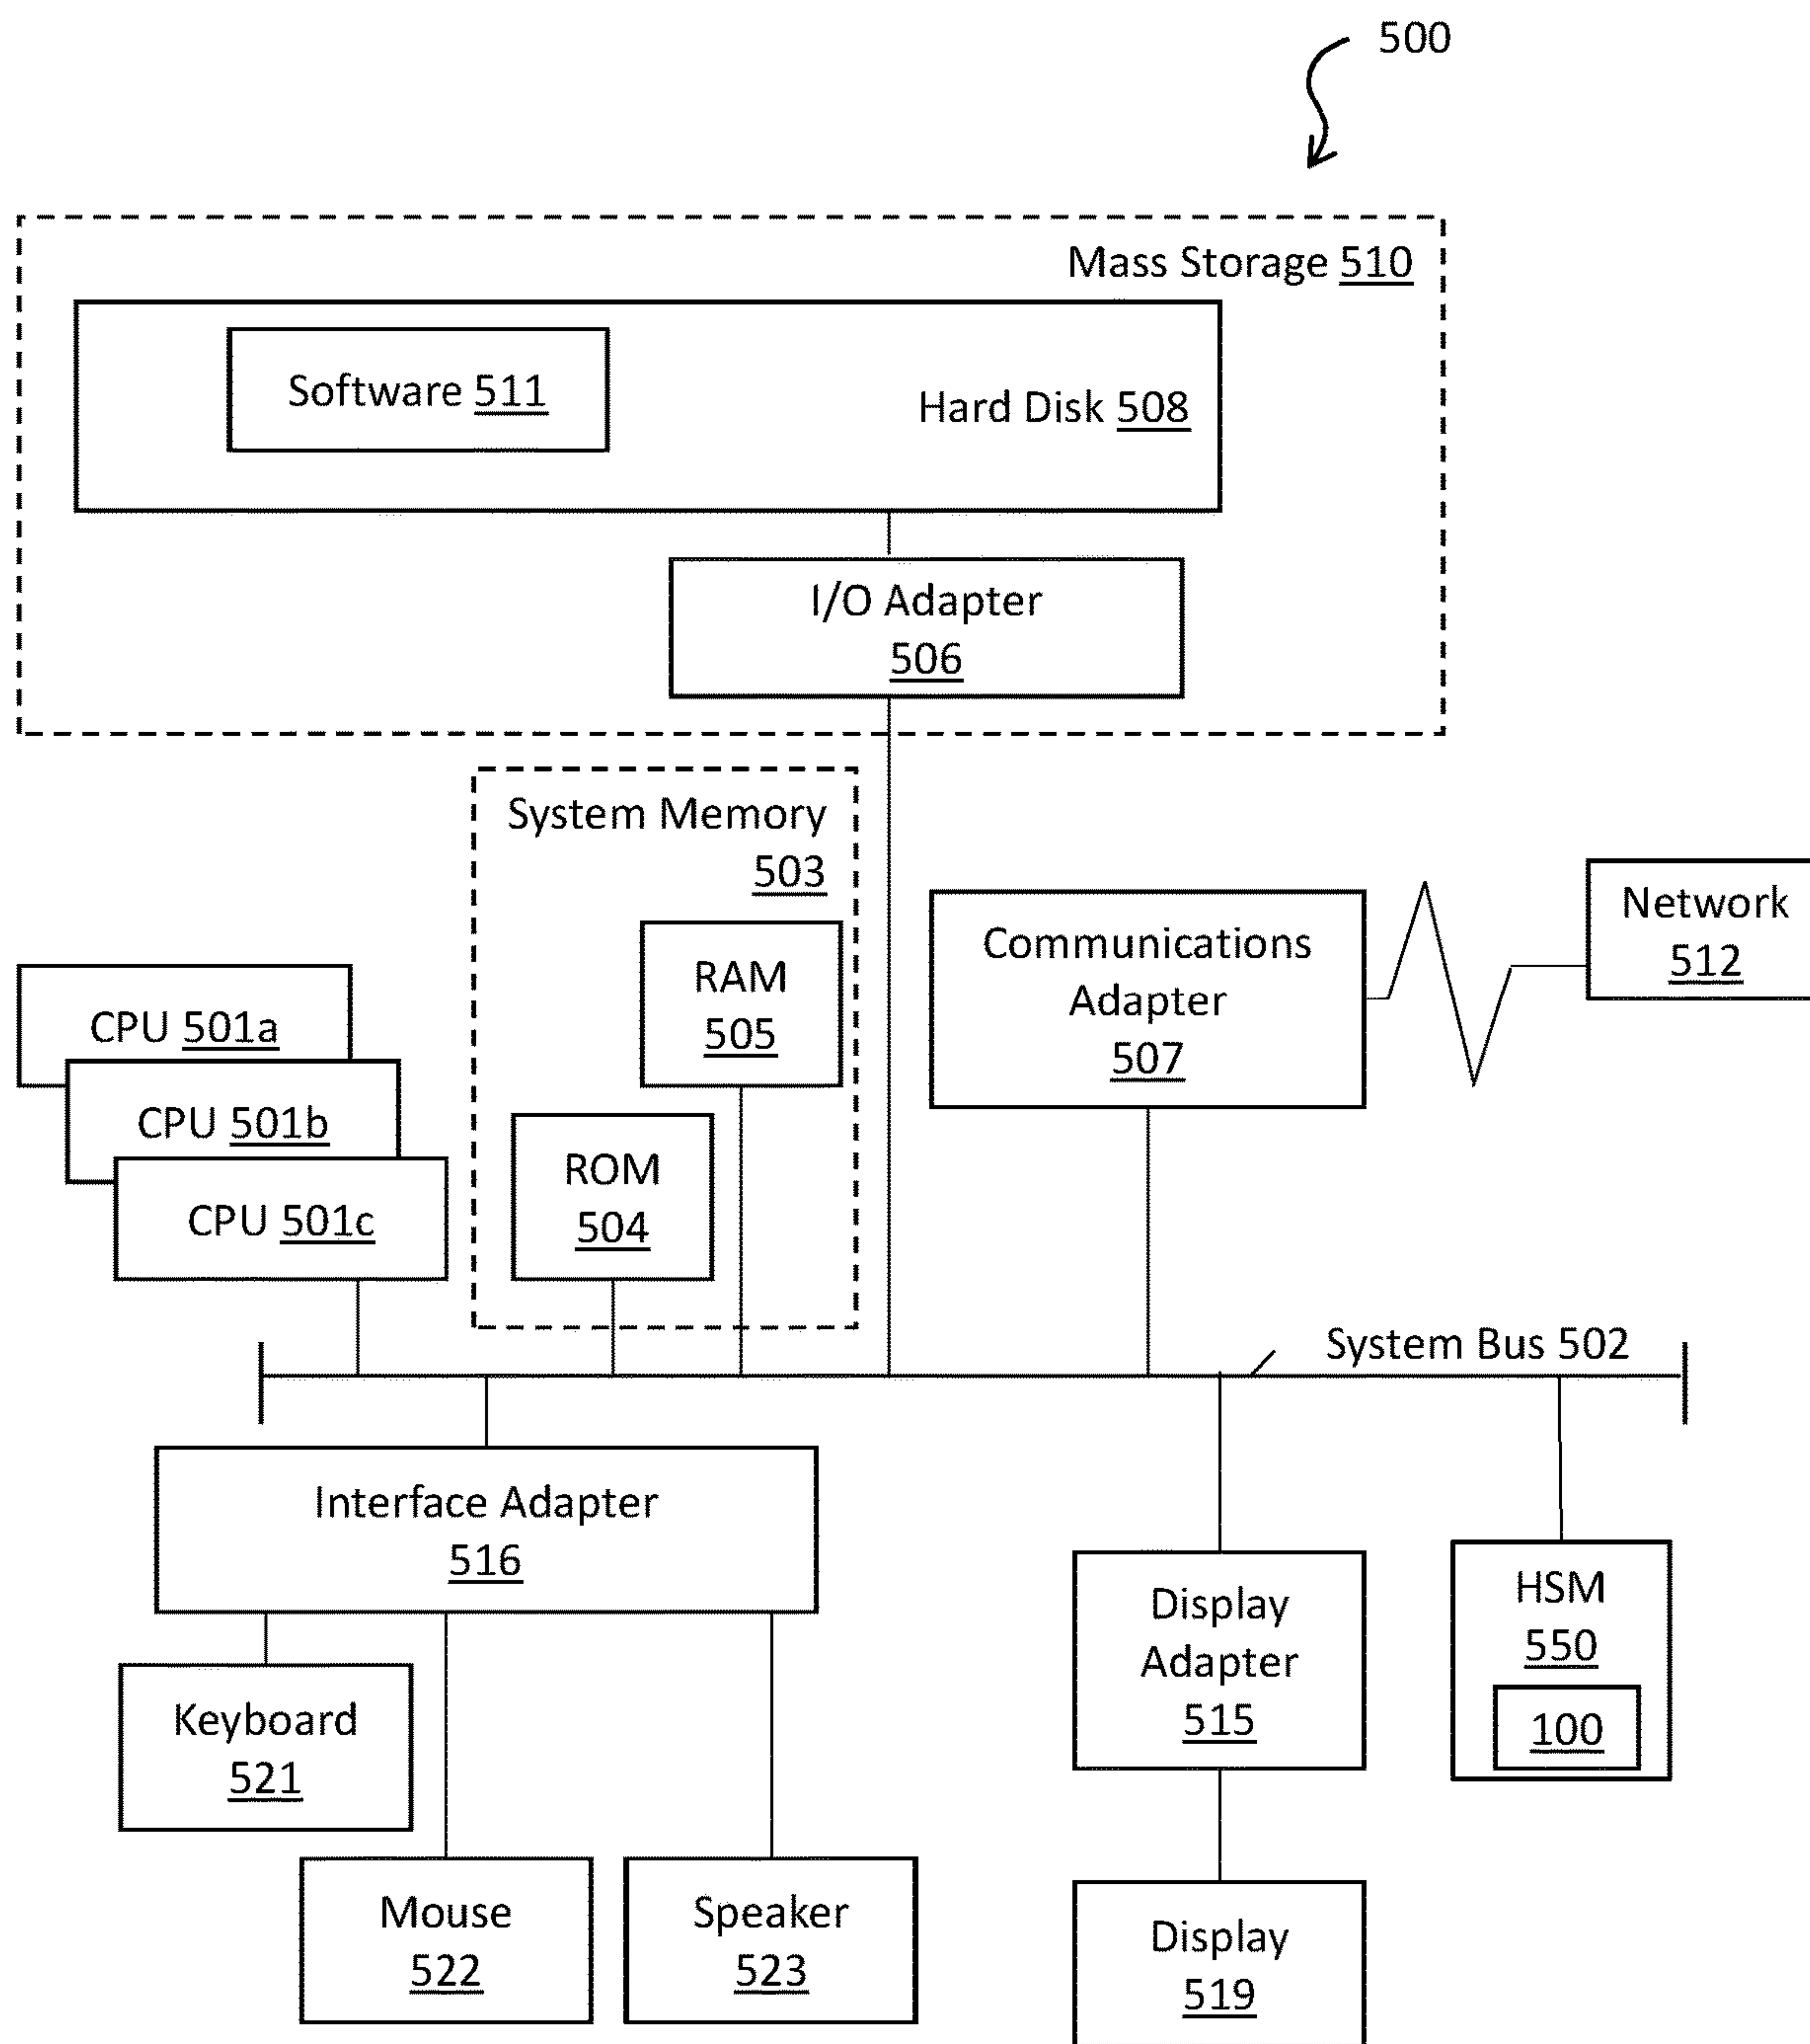 500
Mass Storage 510
Software 511
Hard Disk 508
I/O Adapter
506
System Memory
503
RAM
505
ROM
504
Communications
Adapter
507
Network
512
CPU 501a
CPU 501b
CPU 501c
System Bus 502
Interface Adapter
516
Keyboard
521
Mouse
522
Speaker
523
Display
Adapter
515
Display
519
HSM
550
100